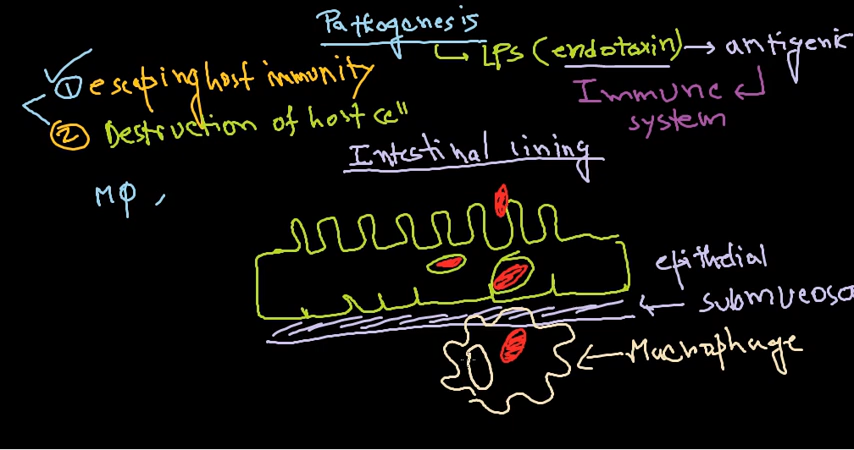 Pathogenesis
LPS (endotoxin) → antigenic
① escaping host immunity
Immune
system
② Destruction of host cell
Intestinal Lining
MΦ,
epithelial
submucosa
Macrophage